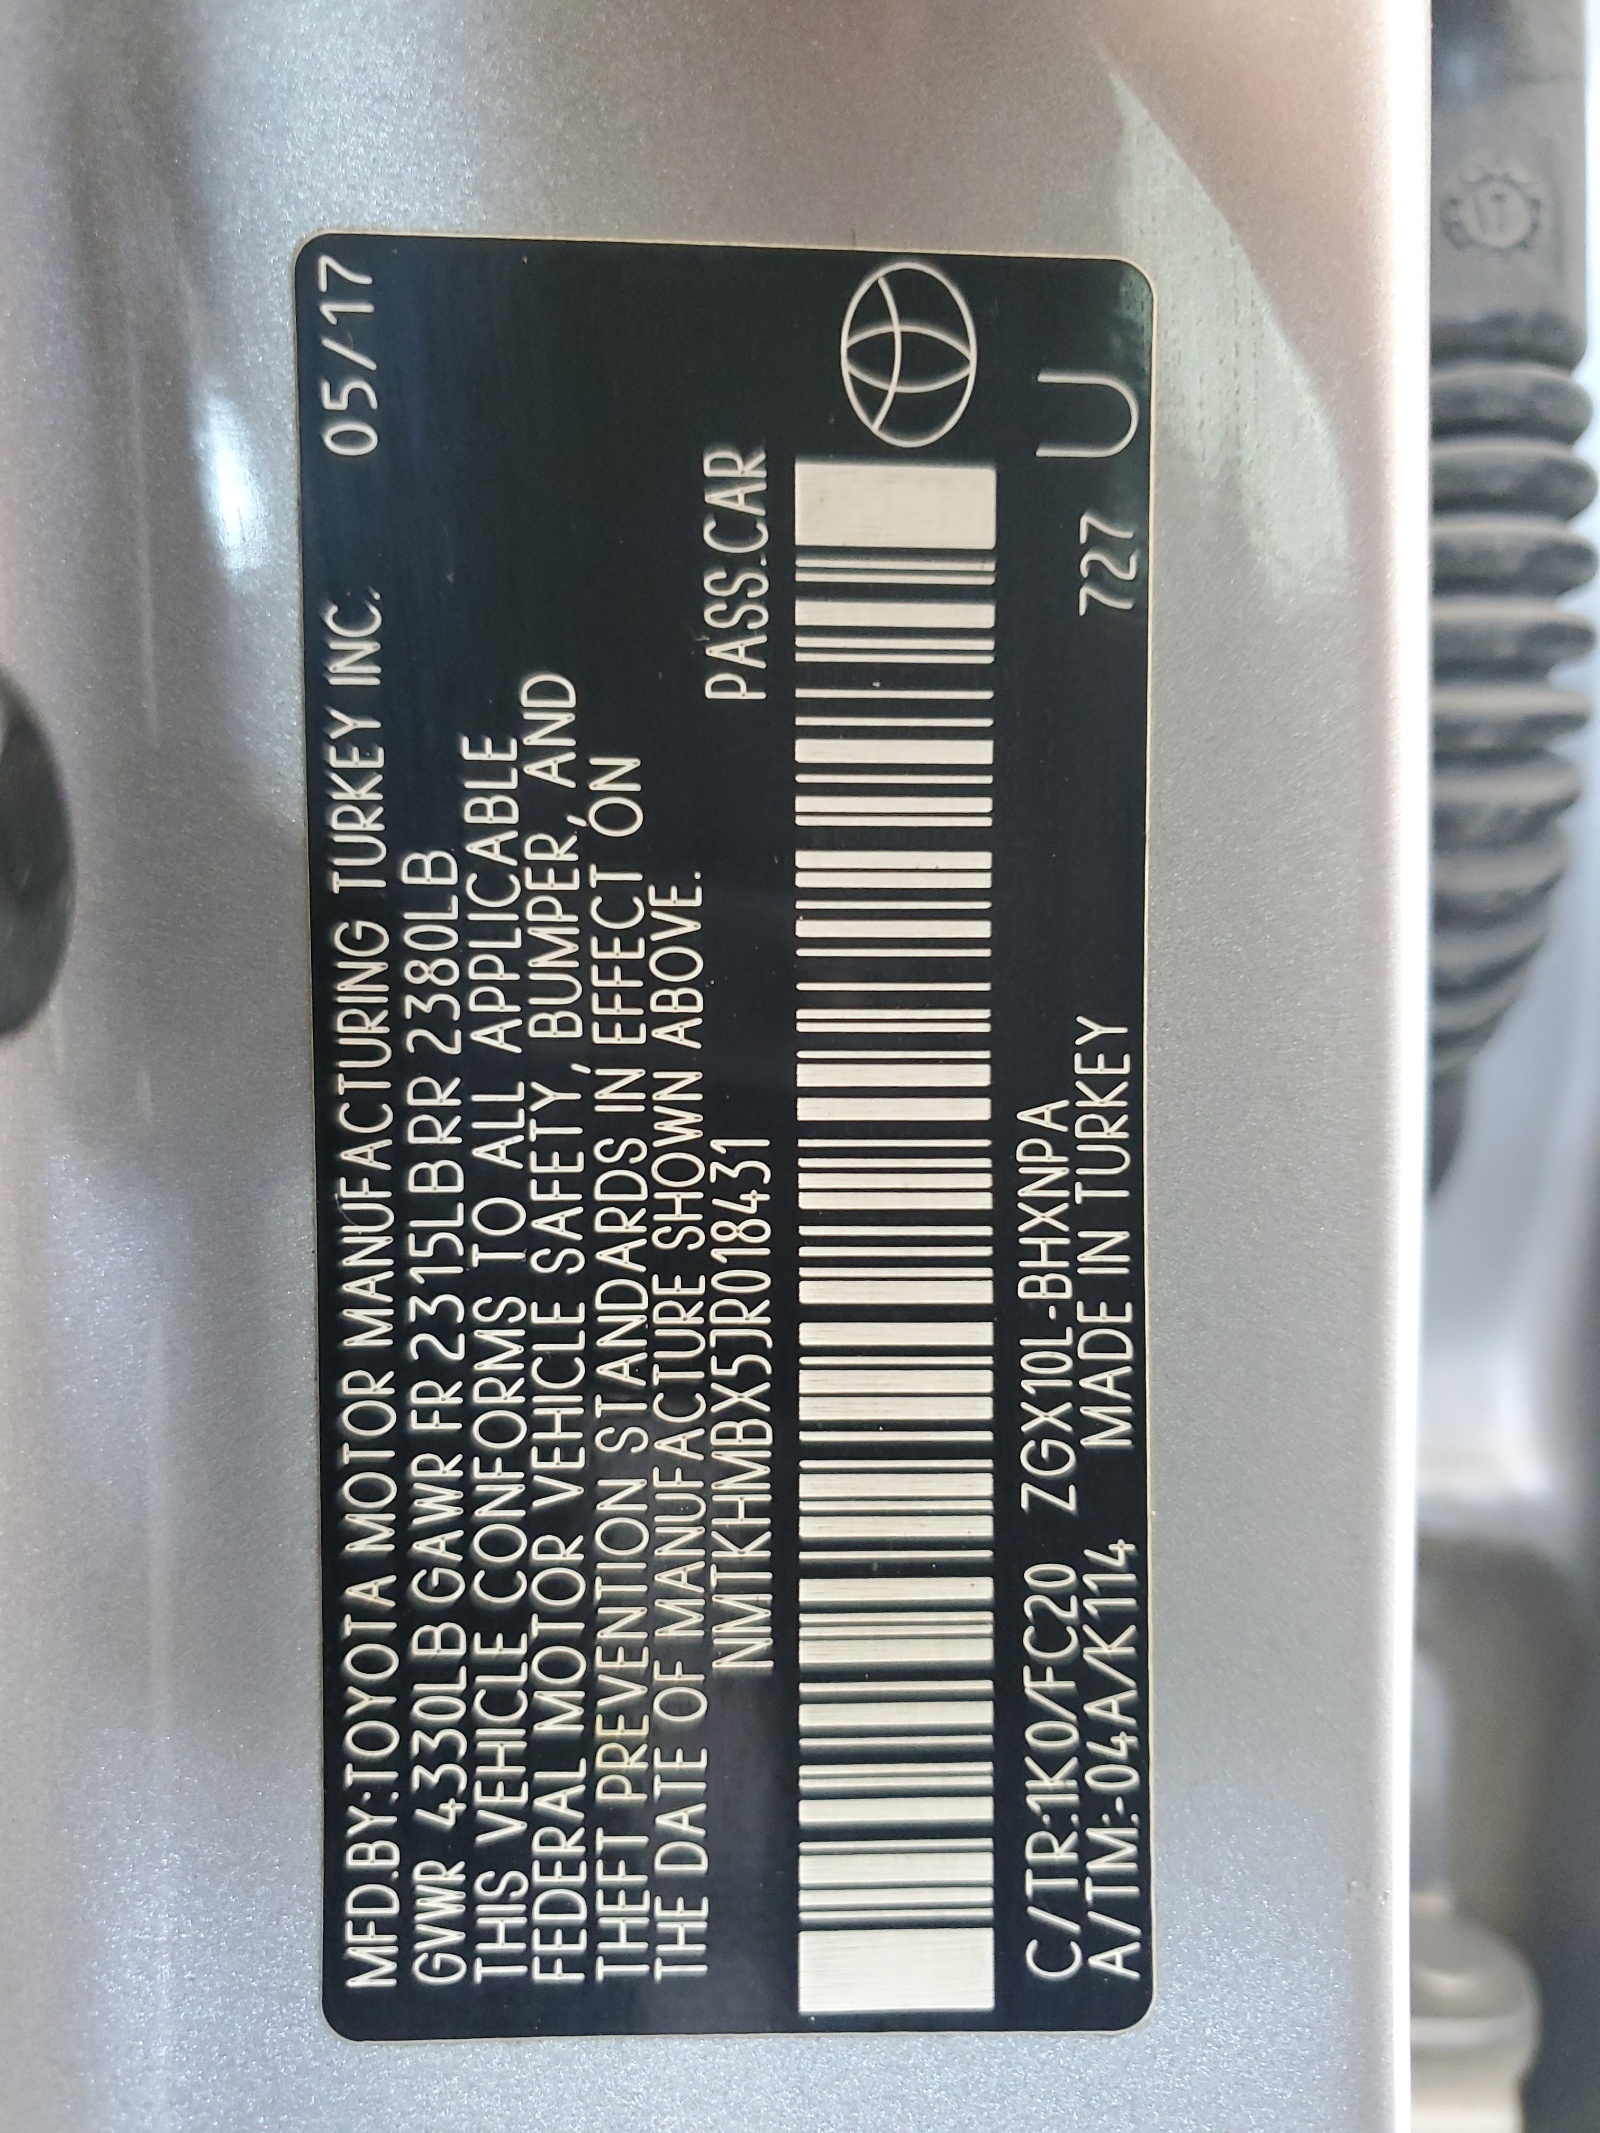 MFD.BY:TOYOTA MOTOR MANUFACTURING TURKEY INC. 05/17
GVWR 4330LB GAWR FR 2315LB RR 2380LB
THIS VEHICLE CONFORMS TO ALL APPLICABLE
FEDERAL MOTOR VEHICLE SAFETY, BUMPER, AND
THEFT PREVENTION STANDARDS IN EFFECT ON
THE DATE OF MANUFACTURE SHOWN ABOVE.
NMTKHMBX5JR018431 PASS.CAR
C/TR:1K0/FC20 ZGX10L-BHXNPA U
A/TM:-04A/K114 MADE IN TURKEY 727